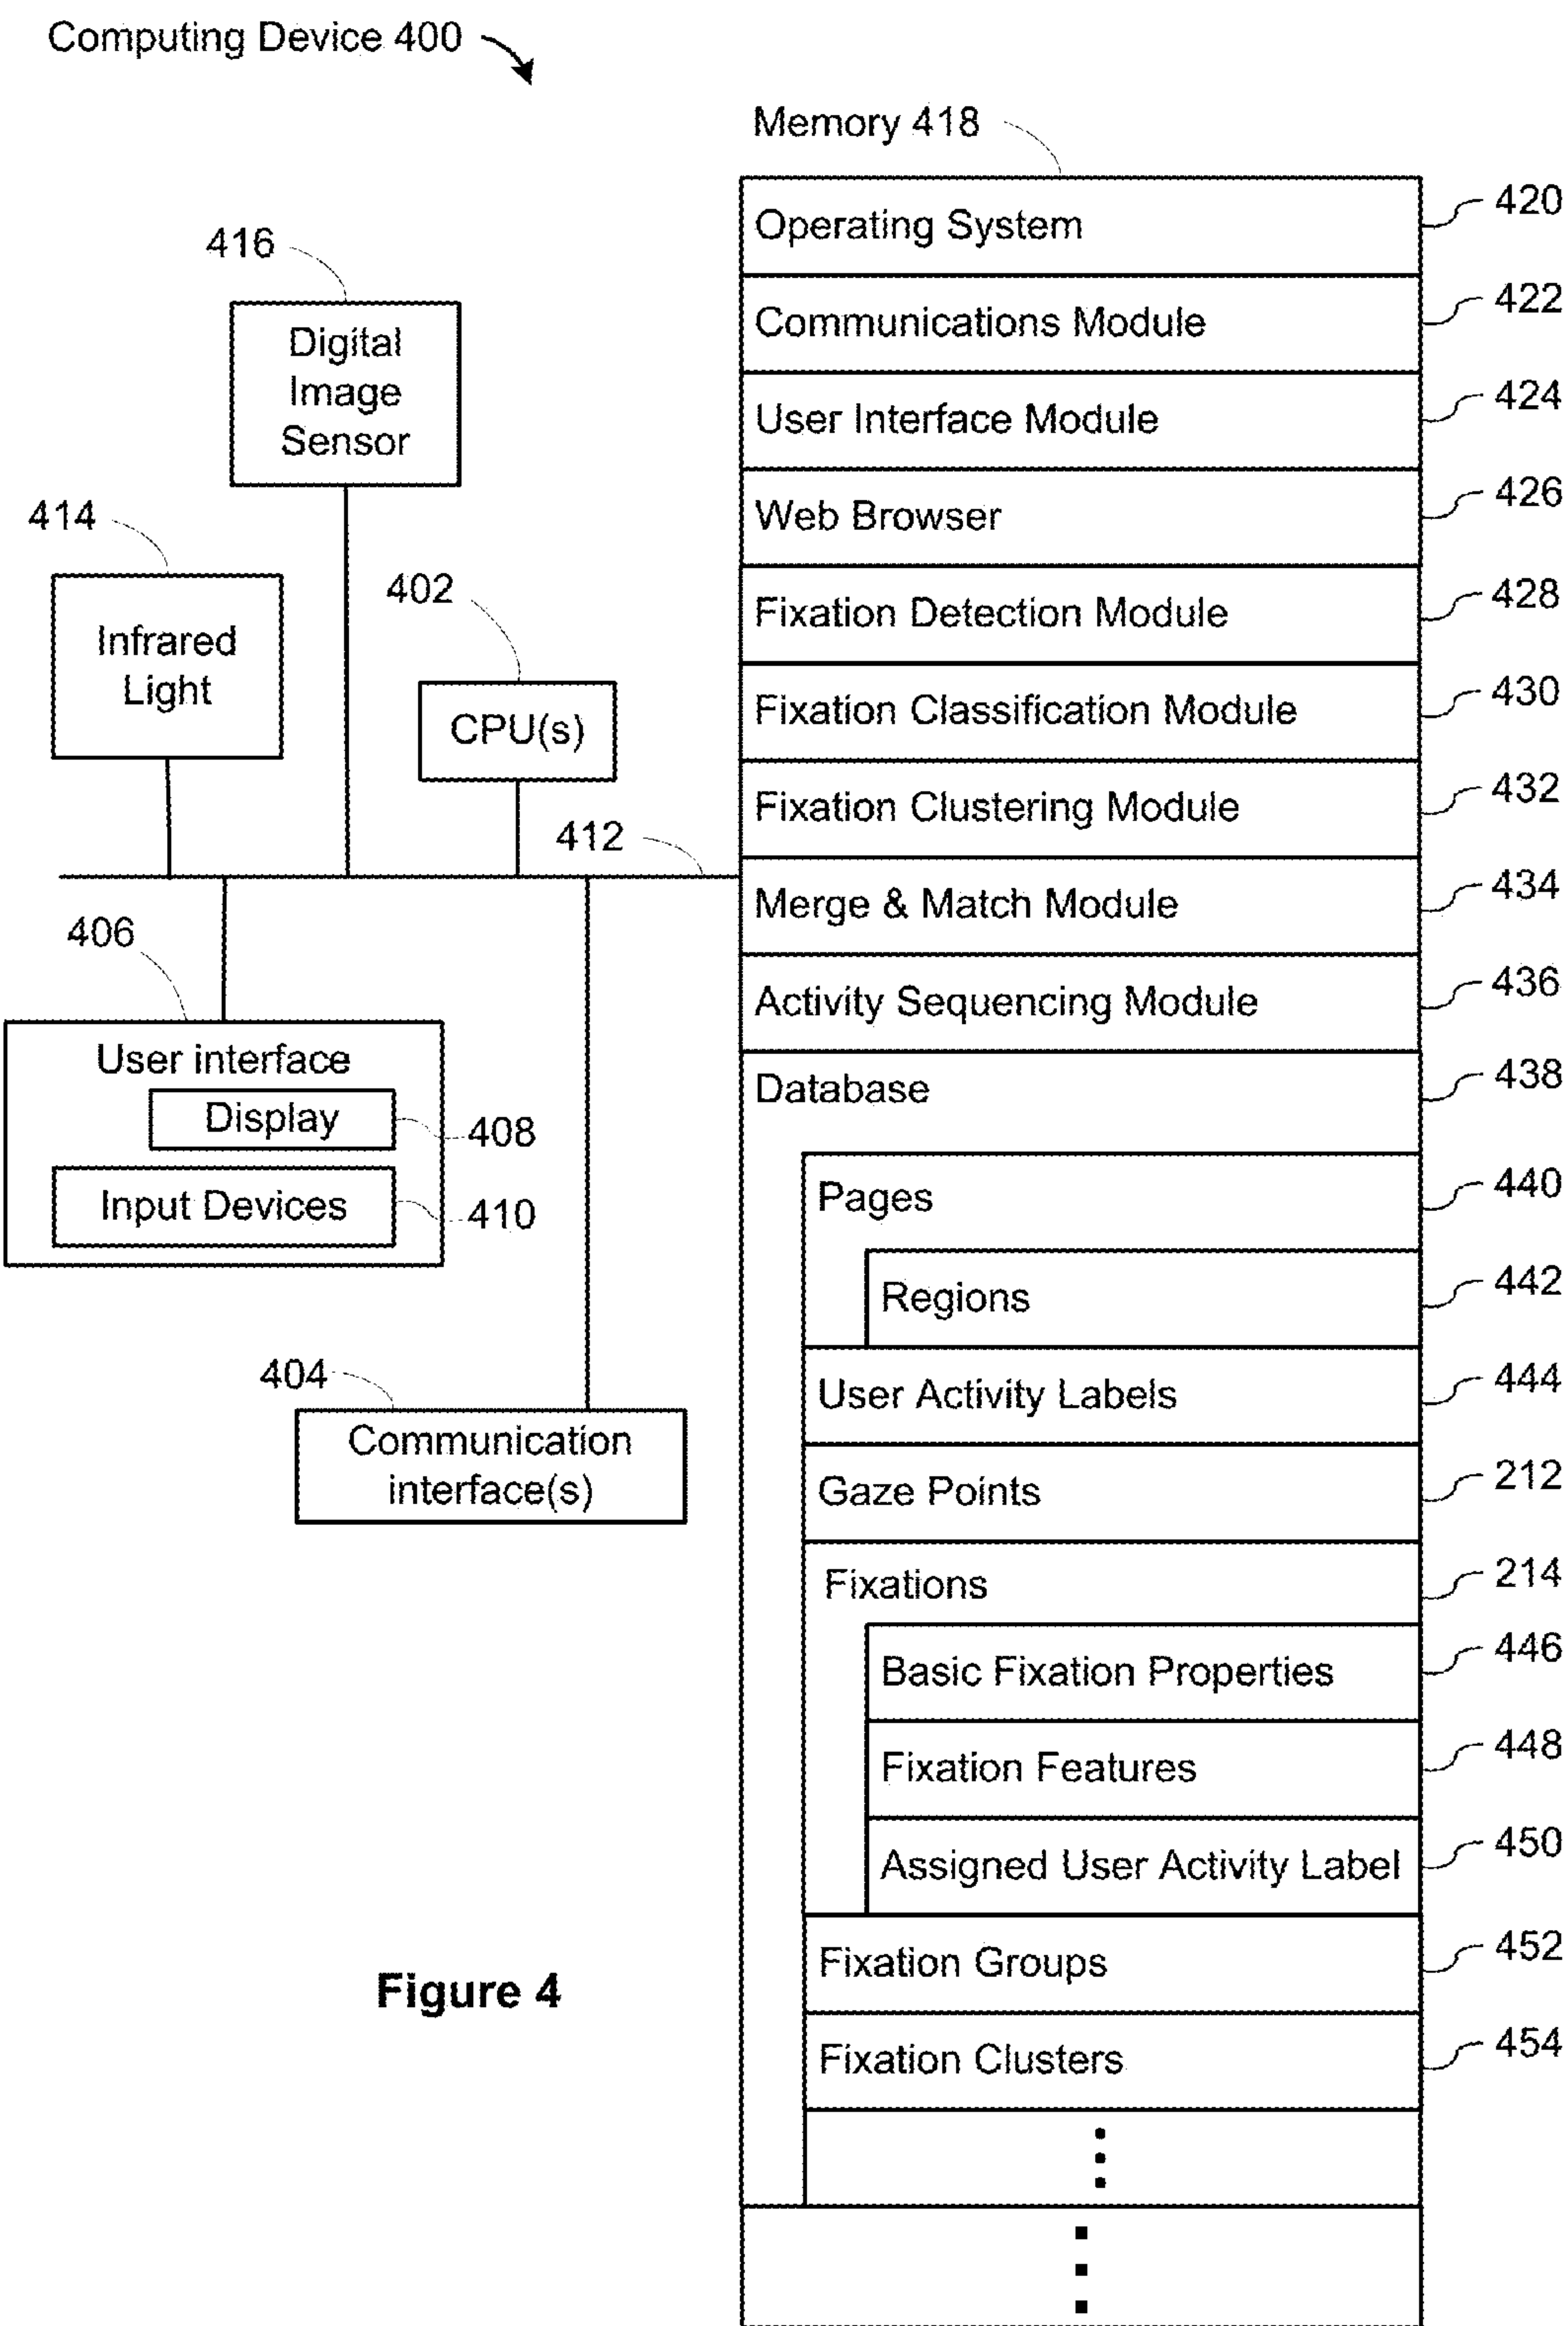 Computing Device 400
Memory 418
Operating System 420
416
Digital
Image
Sensor
Communications Module 422
User Interface Module 424
414
Infrared
Light
Web Browser 426
402
CPU(s)
Fixation Detection Module 428
Fixation Classification Module 430
Fixation Clustering Module 432
412
Merge & Match Module 434
406
User interface
Display 408
Input Devices 410
Activity Sequencing Module 436
Database 438
Pages 440
Regions 442
404
Communication
interface(s)
User Activity Labels 444
Gaze Points 212
Fixations 214
Basic Fixation Properties 446
Fixation Features 448
Assigned User Activity Label 450
Fixation Groups 452
Fixation Clusters 454
Figure 4